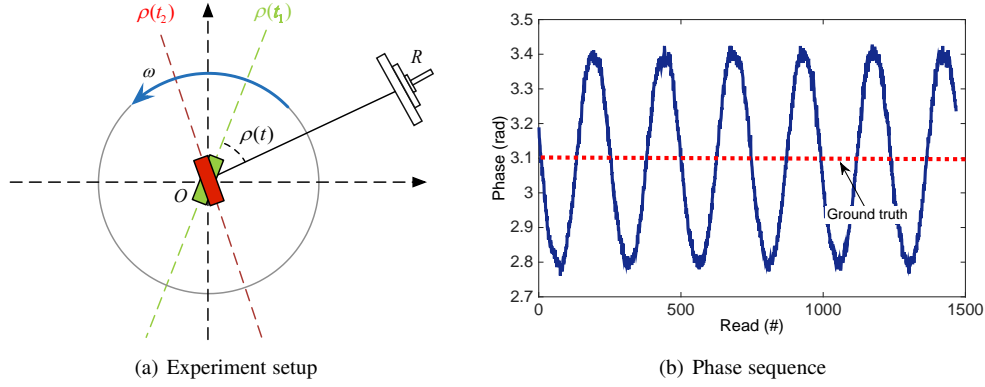 ρ(t₂)
ρ(t₁)
ω
R
ρ(t)
O
(a) Experiment setup
3.5
3.4
3.3
3.2
3.1
3
2.9
2.8
2.7
Phase (rad)
Ground truth
0
500
1000
1500
Read (#)
(b) Phase sequence